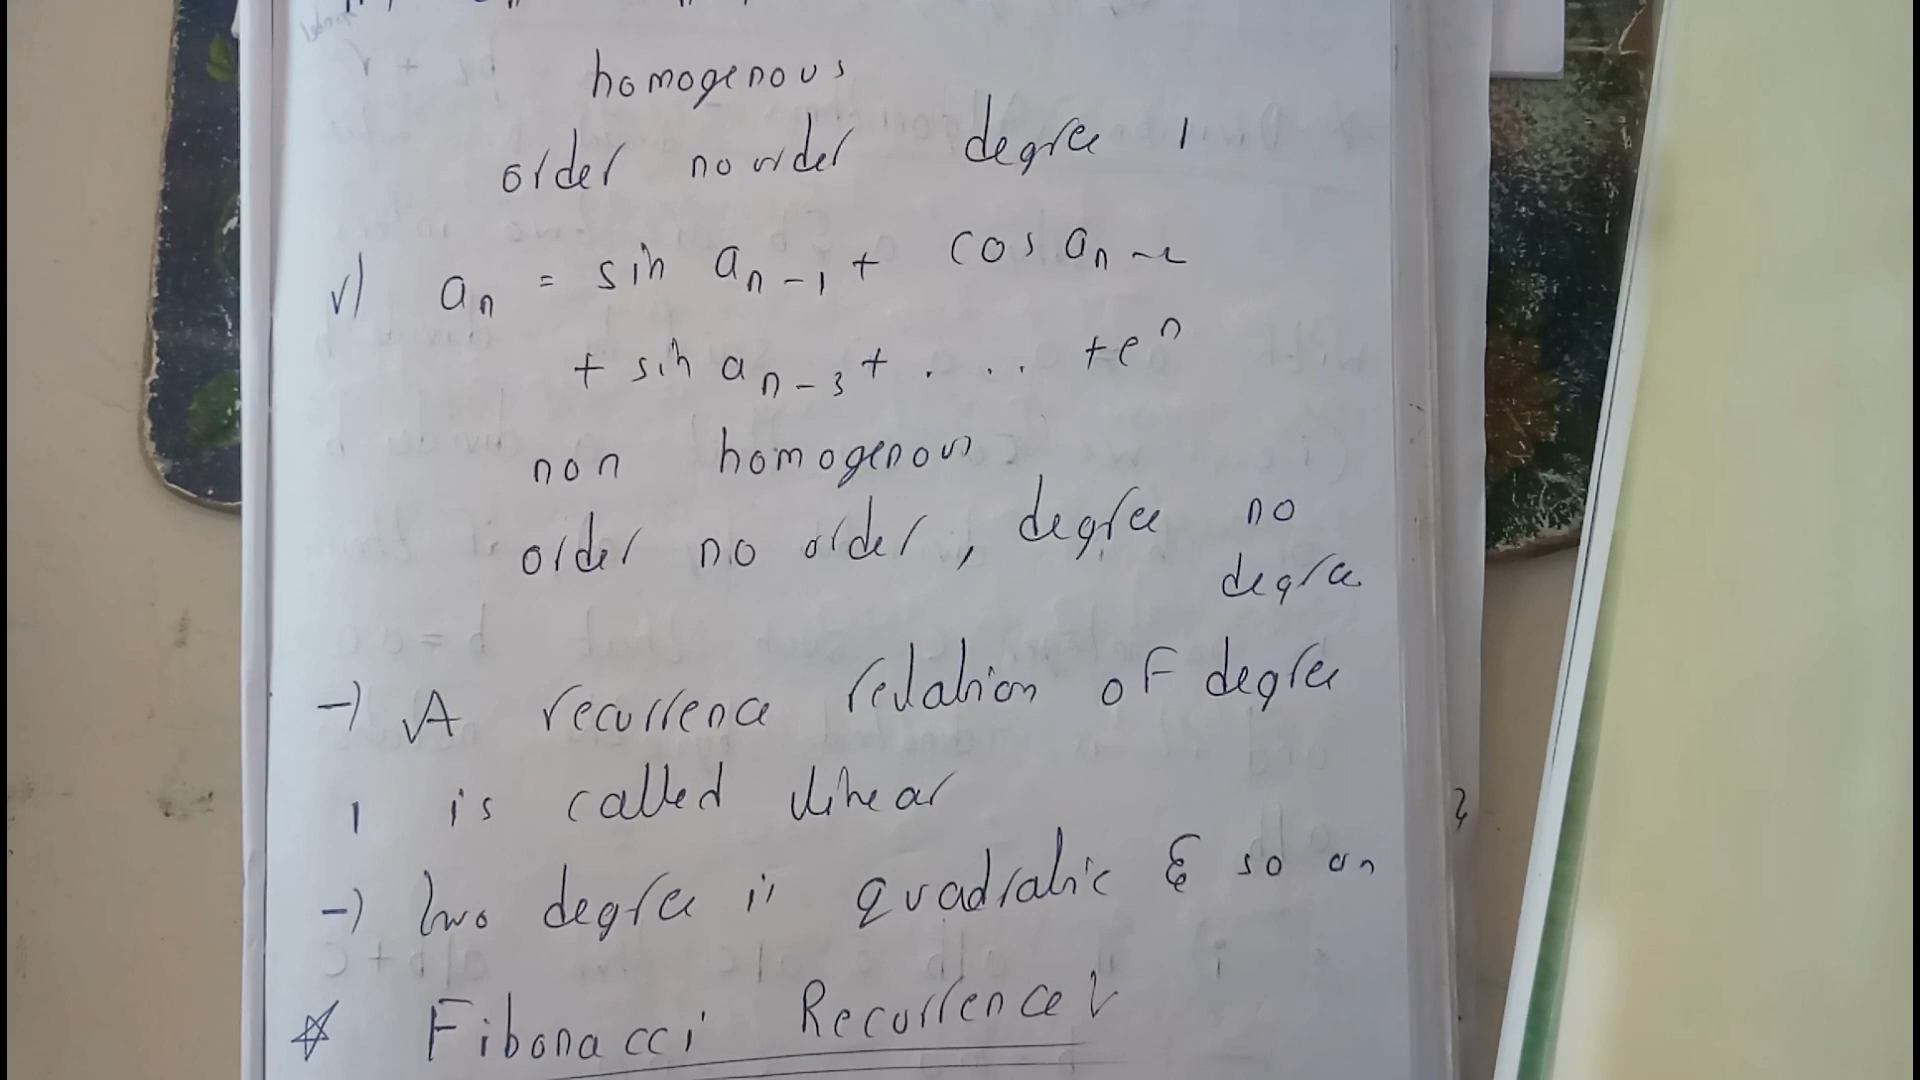 homogenous
order no order degree 1
v) aₙ = sin aₙ₋₁ + cos aₙ₋₂
+ sin aₙ₋₃ + . . . + eⁿ
non homogenous
order no order, degree no
degree
→ A recurrence relation of degree
1 is called linear
→ Two degree is quadratic & so on
☆ Fibonacci Recurrence